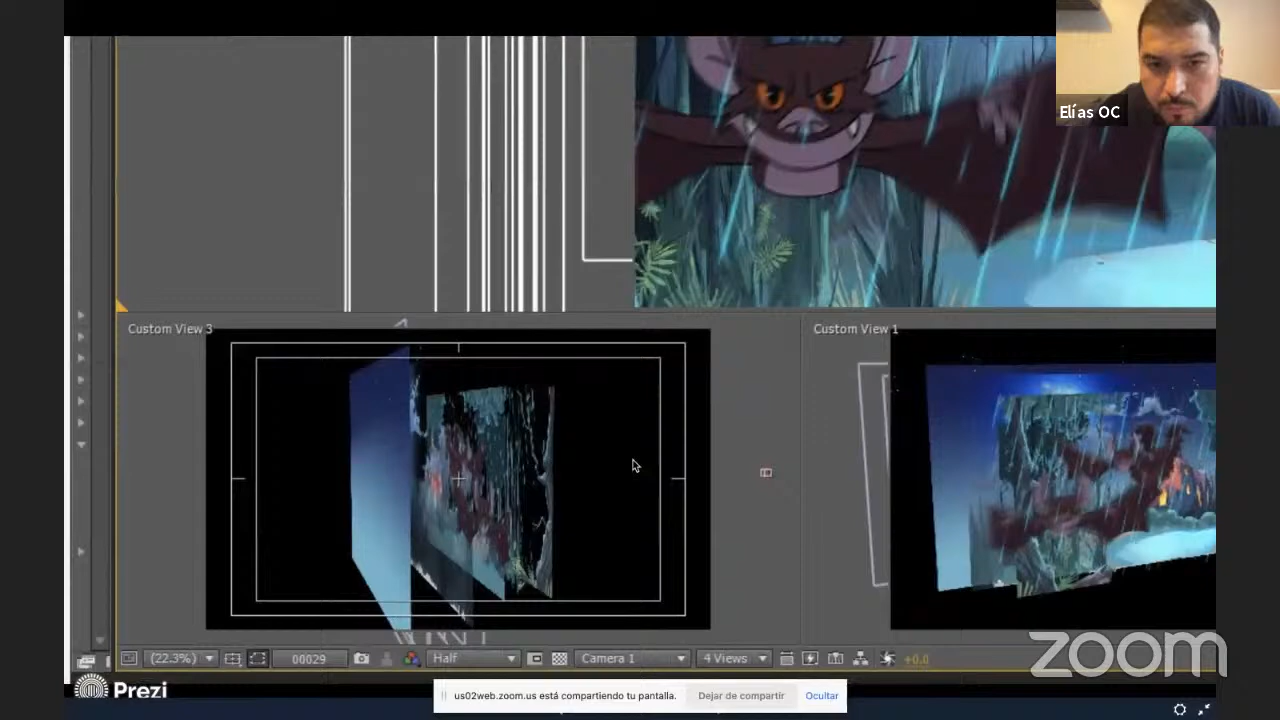 Elías OC
Custom View 3
Custom View 1
(22.3%)
00029
Half
Camera 1
4 Views
+0.0
zoom
Prezi
us02web.zoom.us está compartiendo tu pantalla.
Dejar de compartir
Ocultar